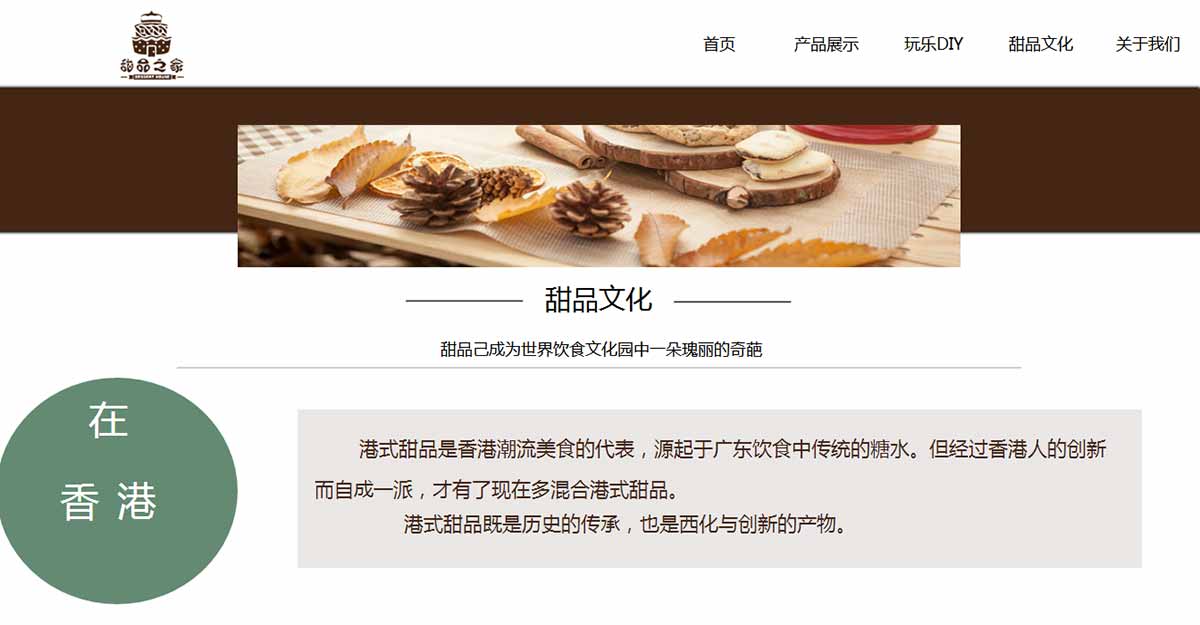 甜品之家
DESSERT HOUSE
首页 产品展示 玩乐DIY 甜品文化 关于我们
甜品文化
甜品己成为世界饮食文化园中一朵瑰丽的奇葩
在
香港
港式甜品是香港潮流美食的代表，源起于广东饮食中传统的糖水。但经过香港人的创新
而自成一派，才有了现在多混合港式甜品。
港式甜品既是历史的传承，也是西化与创新的产物。